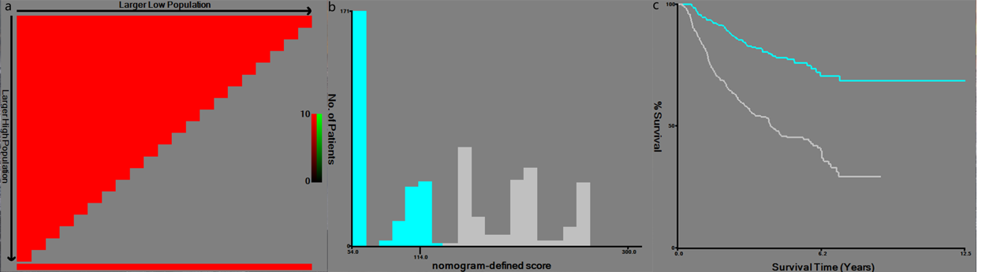 a
Larger Low Population
Larger High Population
10
0
b
171
No. of Patients
0
54.0
114.0
300.0
nomogram-defined score
c
100
% Survival
50
0
0.0
6.2
12.5
Survival Time (Years)